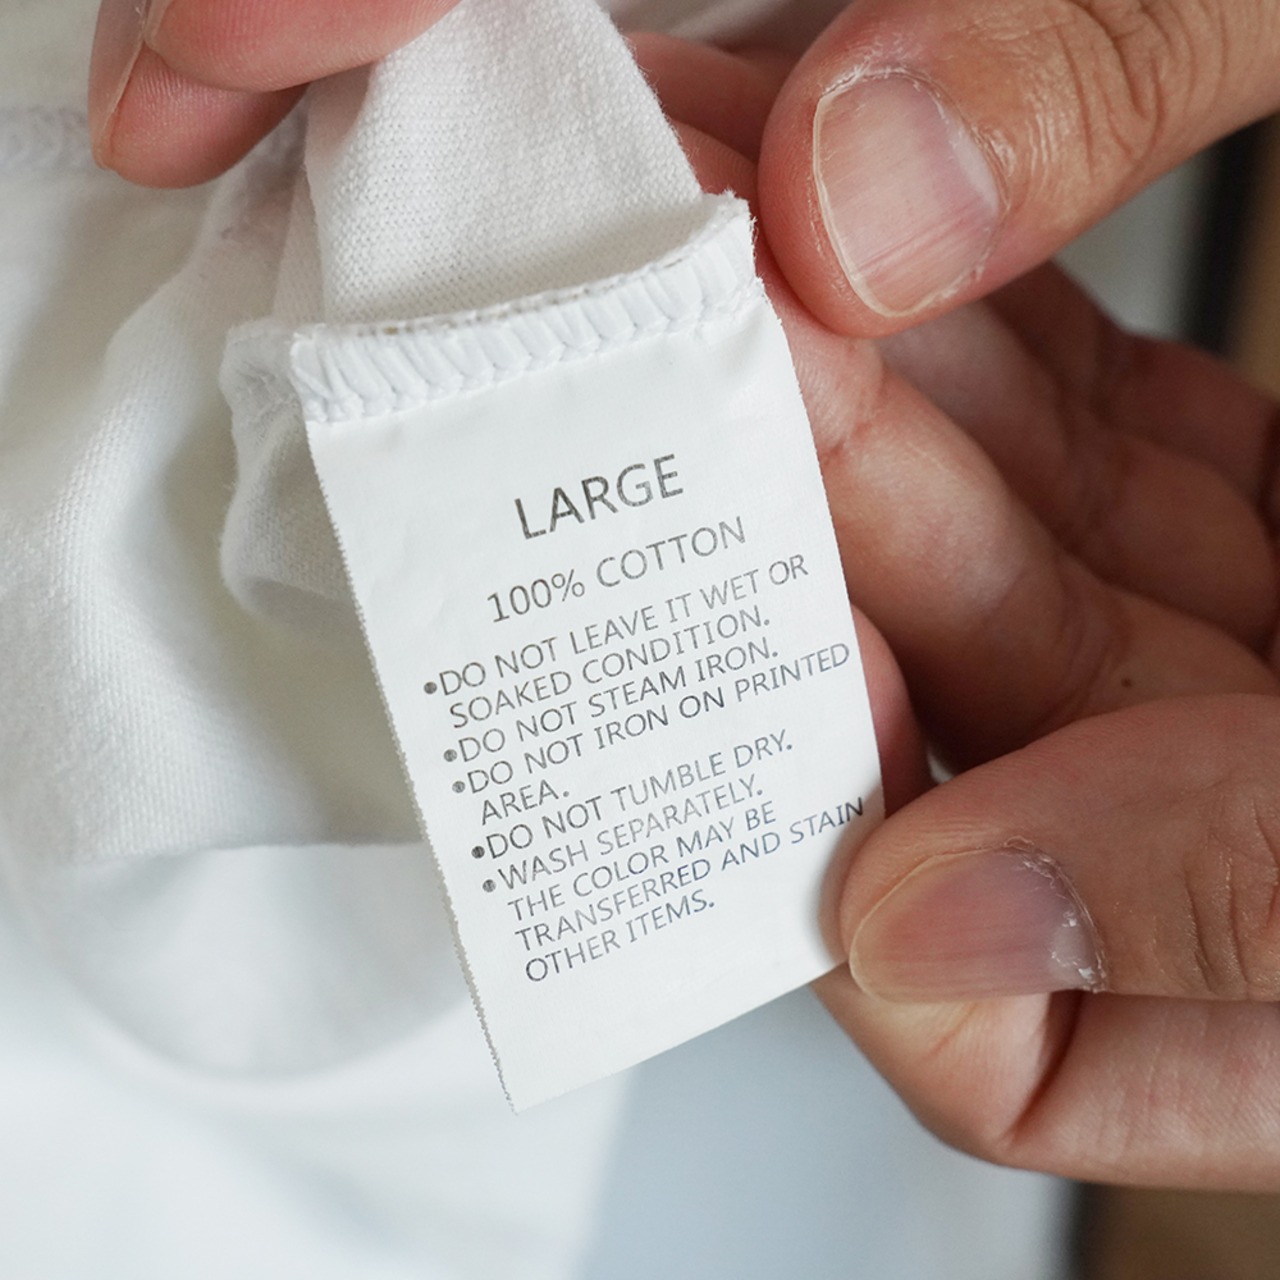 LARGE
100% COTTON
•DO NOT LEAVE IT WET OR
SOAKED CONDITION.
•DO NOT STEAM IRON.
•DO NOT IRON ON PRINTED
AREA.
•DO NOT TUMBLE DRY.
•WASH SEPARATELY.
THE COLOR MAY BE
TRANSFERRED AND STAIN
OTHER ITEMS.